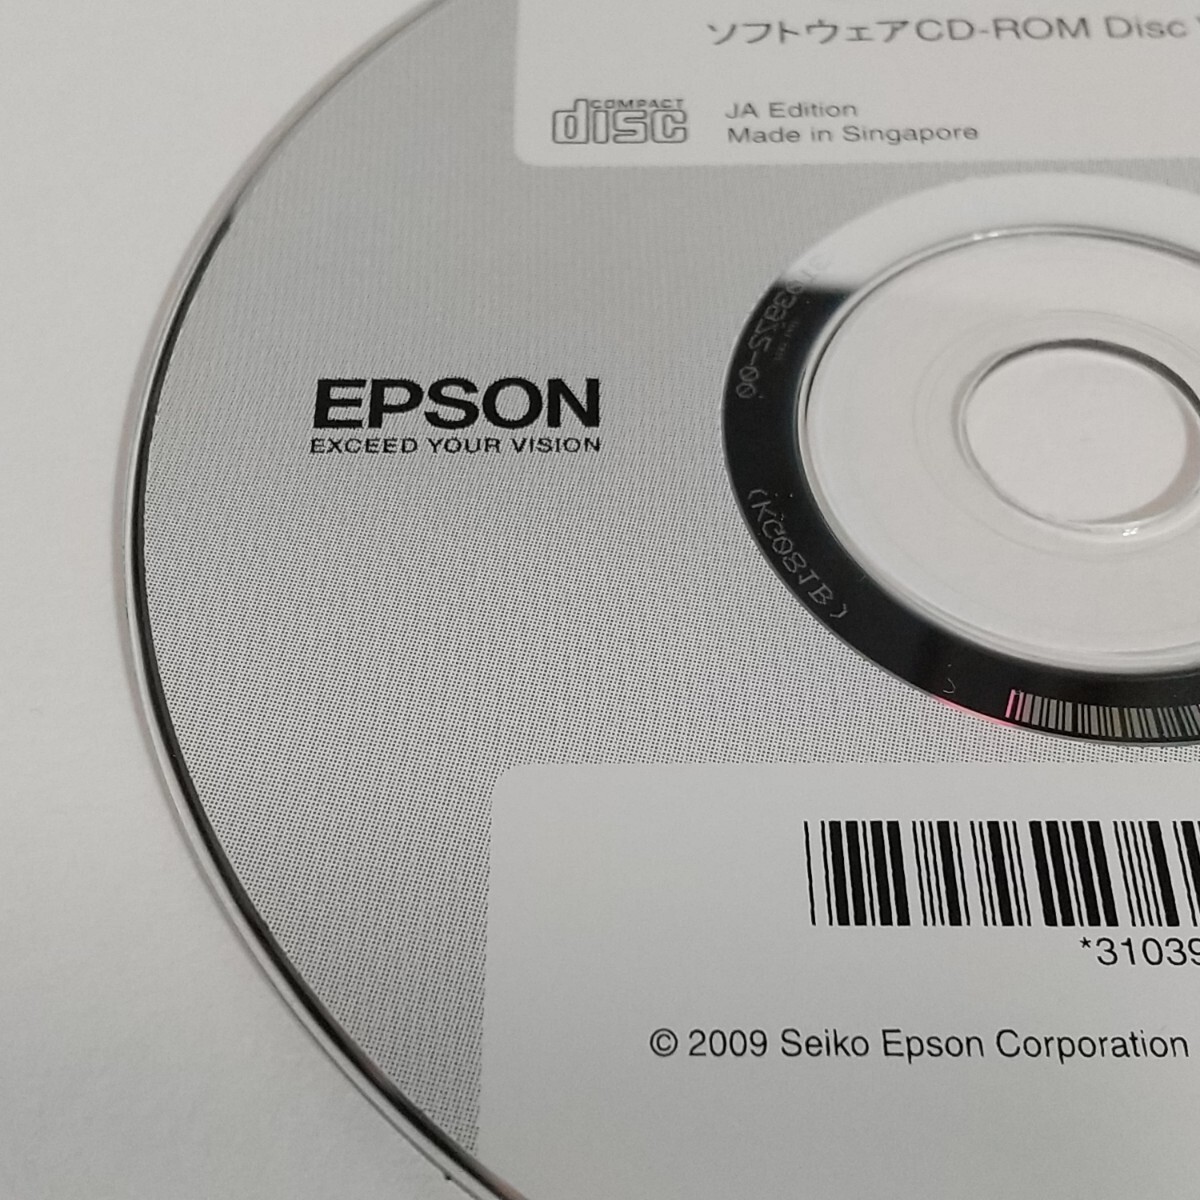 ソフトウェアCD-ROM Disc
COMPACT
disc
JA Edition
Made in Singapore
EPSON
EXCEED YOUR VISION
(KC08JB)
*31039
© 2009 Seiko Epson Corporation